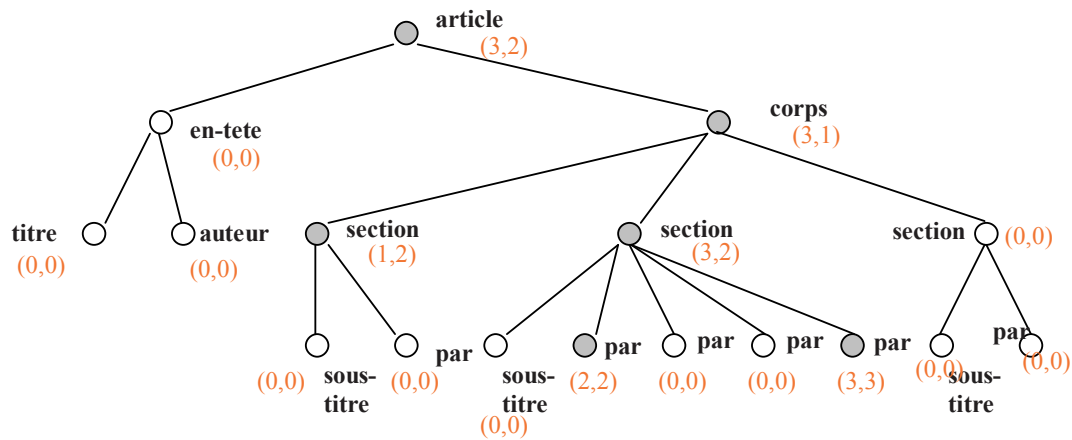 article
(3,2)
corps
(3,1)
en-tete
(0,0)
titre
(0,0)
auteur
(0,0)
section
(1,2)
section
(3,2)
section
(0,0)
(0,0)
sous-
titre
(0,0)
par
sous-
titre
(0,0)
par
(2,2)
par
(0,0)
par
(0,0)
par
(3,3)
(0,0)
sous-
titre
par
(0,0)